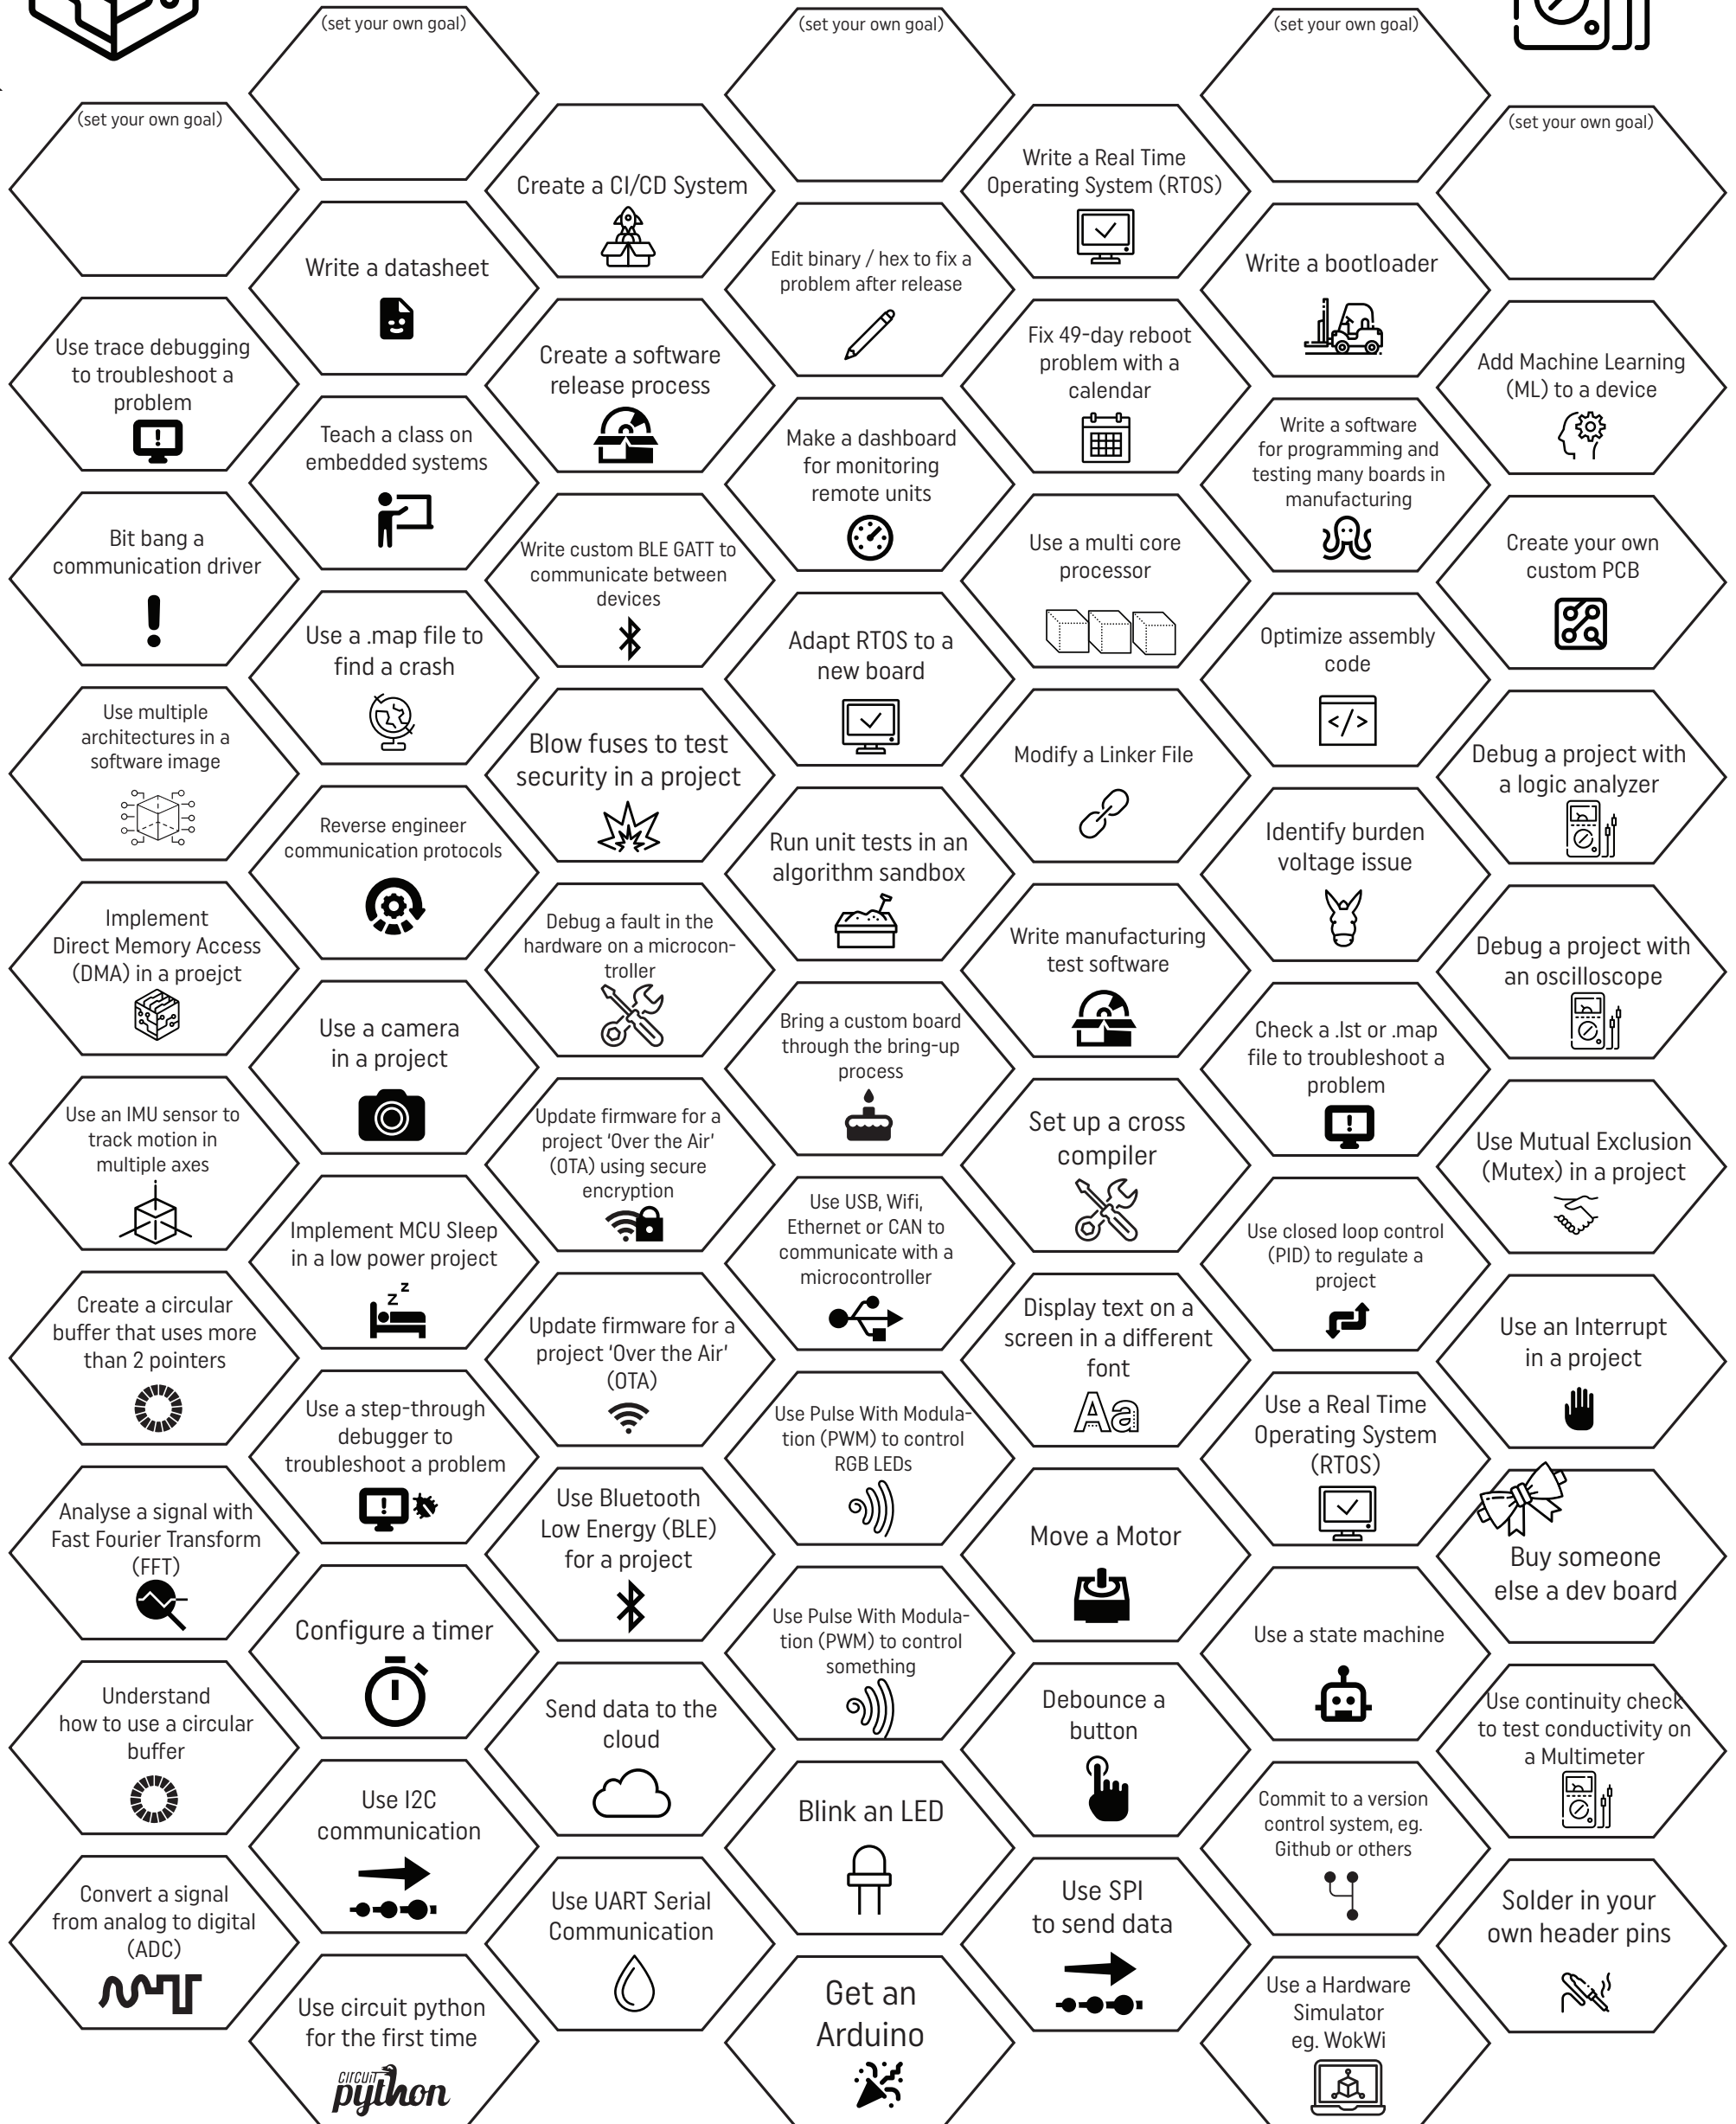 (set your own goal)
(set your own goal)
(set your own goal)
(set your own goal)
(set your own goal)
Create a CI/CD System
Write a Real Time
Operating System (RTOS)
Write a datasheet
Edit binary / hex to fix a
problem after release
Write a bootloader
Use trace debugging
to troubleshoot a
problem
Create a software
release process
Fix 49-day reboot
problem with a
calendar
Add Machine Learning
(ML) to a device
Teach a class on
embedded systems
Make a dashboard
for monitoring
remote units
Write a software
for programming and
testing many boards in
manufacturing
Bit bang a
communication driver
Write custom BLE GATT to
communicate between
devices
Use a multi core
processor
Create your own
custom PCB
Use a .map file to
find a crash
Adapt RTOS to a
new board
Optimize assembly
code
</>
Use multiple
architectures in a
software image
Blow fuses to test
security in a project
Modify a Linker File
Debug a project with
a logic analyzer
Reverse engineer
communication protocols
Run unit tests in an
algorithm sandbox
Identify burden
voltage issue
Implement
Direct Memory Access
(DMA) in a proejct
Debug a fault in the
hardware on a microcon-
troller
Write manufacturing
test software
Debug a project with
an oscilloscope
Use a camera
in a project
Bring a custom board
through the bring-up
process
Check a .lst or .map
file to troubleshoot a
problem
Use an IMU sensor to
track motion in
multiple axes
Update firmware for a
project ‘Over the Air’
(OTA) using secure
encryption
Set up a cross
compiler
Use Mutual Exclusion
(Mutex) in a project
Implement MCU Sleep
in a low power project
z z
Use USB, Wifi,
Ethernet or CAN to
communicate with a
microcontroller
Use closed loop control
(PID) to regulate a
project
Create a circular
buffer that uses more
than 2 pointers
Update firmware for a
project ‘Over the Air’
(OTA)
Display text on a
screen in a different
font
Aa
Use an Interrupt
in a project
Use a step-through
debugger to
troubleshoot a problem
Use Pulse With Modula-
tion (PWM) to control
RGB LEDs
Use a Real Time
Operating System
(RTOS)
Analyse a signal with
Fast Fourier Transform
(FFT)
Use Bluetooth
Low Energy (BLE)
for a project
Move a Motor
Buy someone
else a dev board
Configure a timer
Use Pulse With Modula-
tion (PWM) to control
something
Use a state machine
Understand
how to use a circular
buffer
Send data to the
cloud
Debounce a
button
Use continuity check
to test conductivity on
a Multimeter
Use I2C
communication
Blink an LED
Commit to a version
control system, eg.
Github or others
Convert a signal
from analog to digital
(ADC)
Use UART Serial
Communication
Use SPI
to send data
Solder in your
own header pins
Use circuit python
for the first time
CIRCUIT
python
Get an
Arduino
Use a Hardware
Simulator
eg. WokWi